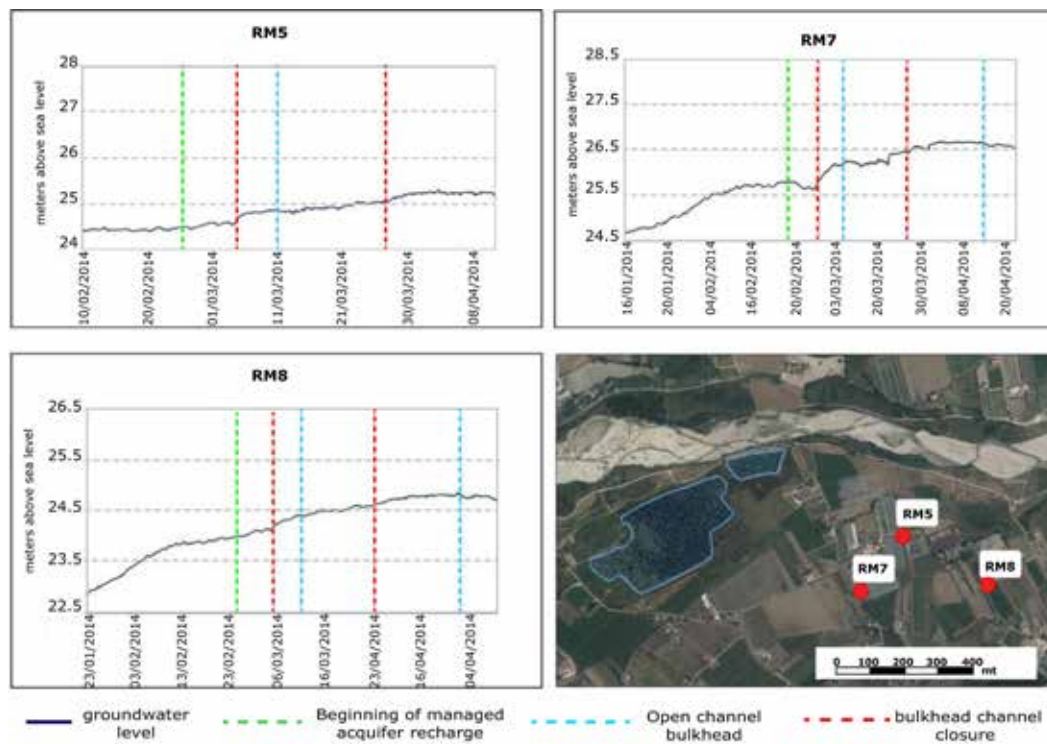 RM5
meters above sea level
28
27
26
25
24
10/02/2014
20/02/2014
01/03/2014
11/03/2014
21/03/2014
30/03/2014
08/04/2014
RM7
meters above sea level
28.5
27.5
26.5
25.5
24.5
16/01/2014
20/01/2014
04/02/2014
16/02/2014
20/02/2014
03/03/2014
20/03/2014
30/03/2014
08/04/2014
20/04/2014
RM8
meters above sea level
26.5
25.5
24.5
23.5
22.5
23/01/2014
03/02/2014
13/02/2014
23/02/2014
06/03/2014
16/03/2014
23/04/2014
16/04/2014
04/04/2014
RM5
RM7
RM8
0 100 200 300 400 mt
groundwater
level
Beginning of managed
acquifer recharge
Open channel
bulkhead
bulkhead channel
closure